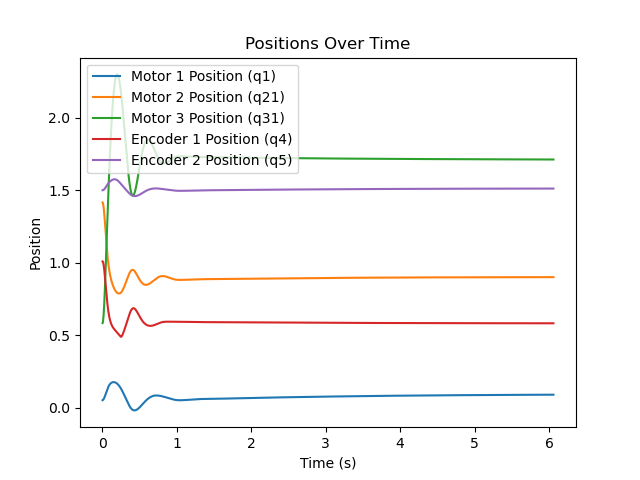 Positions Over Time
Motor 1 Position (q1)
Motor 2 Position (q21)
Motor 3 Position (q31)
Encoder 1 Position (q4)
Encoder 2 Position (q5)
Position
2.0
1.5
1.0
0.5
0.0
0 1 2 3 4 5 6
Time (s)